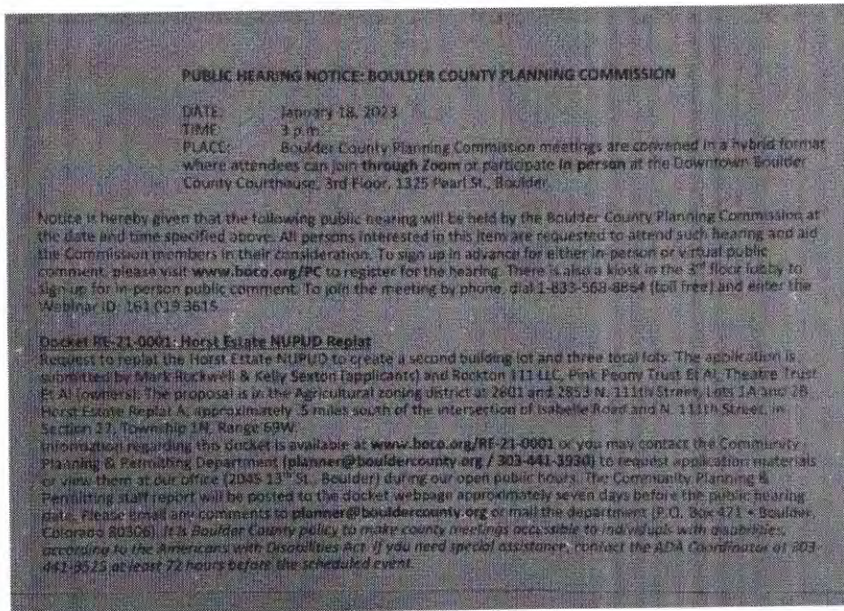 PUBLIC HEARING NOTICE: BOULDER COUNTY PLANNING COMMISSION
DATE: January 18, 2023
TIME: 3 p.m.
PLACE: Boulder County Planning Commission meetings are convened in a hybrid format
where attendees can join through Zoom or participate in person at the Downtown Boulder
County Courthouse, 3rd Floor, 1325 Pearl St., Boulder
Notice is hereby given that the following public hearing will be held by the Boulder County Planning Commission at
the date and time specified above. All persons interested in this item are requested to attend such hearing and aid
the Commission members in their consideration. To sign up in advance for either in-person or virtual public
comment, please visit www.boco.org/PC to register for the hearing. There is also a kiosk in the 3rd floor lobby to
sign-up for in-person public comment. To join the meeting by phone, dial 1-833-568-8864 (toll free) and enter the
Webinar ID: 161 019 3615
Docket RE-21-0001: Horst Estate NUPUD Replat
Request to replat the Horst Estate NUPUD to create a second building lot and three total lots. The application is
submitted by Mark Ruckwell & Kelly Sexton (applicants) and Rockton 111 LLC, Pink Peony Trust Et Al, Theatre Trust
Et Al (owners). The proposal is in the Agricultural zoning district at 2801 and 2853 N. 111th Street, Lots 1A and 2B
Horst Estate Replat A, approximately .5 miles south of the intersection of Isabelle Road and N. 111th Street, in
Section 27, Township 1N, Range 69W.
Information regarding this docket is available at www.boco.org/RE-21-0001 or you may contact the Community
Planning & Permitting Department (planner@bouldercounty.org / 303-441-3930) to request application materials
or view them at our office (2045 13th St., Boulder) during our open public hours. The Community Planning &
Permitting staff report will be posted to the docket webpage approximately seven days before the public hearing
date. Please email any comments to planner@bouldercounty.org or mail the department (P.O. Box 471 • Boulder,
Colorado 80306). It is Boulder County policy to make county meetings accessible to individuals with disabilities,
according to the Americans with Disabilities Act. If you need special assistance, contact the ADA Coordinator at 303-
441-3525 at least 72 hours before the scheduled event.